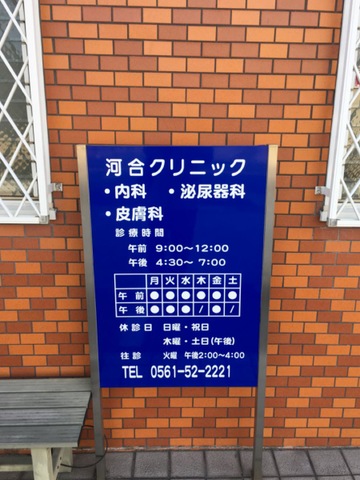 河合クリニック
・内科 ・泌尿器科
・皮膚科
診療時間
午前 9:00～12:00
午後 4:30～ 7:00
月 火 水 木 金 土
午前 ● ● ● ● ● ●
午後 ● ● ● / ● /
休診日 日曜・祝日
木曜・土日(午後)
往診 火曜 午後2:00～4:00
TEL 0561-52-2221